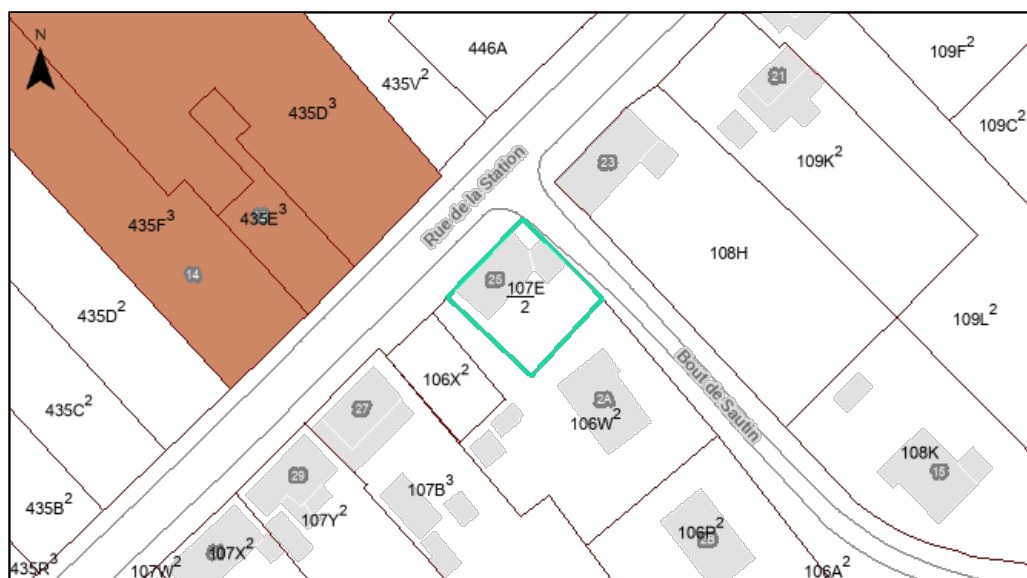 N
446A
109F²
435V²
21
435D³
109C²
Rue de la Station
23
109K²
435E³
435F³
14
108H
25
107E
2
435D²
109L²
106X²
Bout de Sautin
2A
435C²
27
106W²
108K
15
29
107B³
435B²
107Y²
106P²
107X²
435R³
107W²
106A²